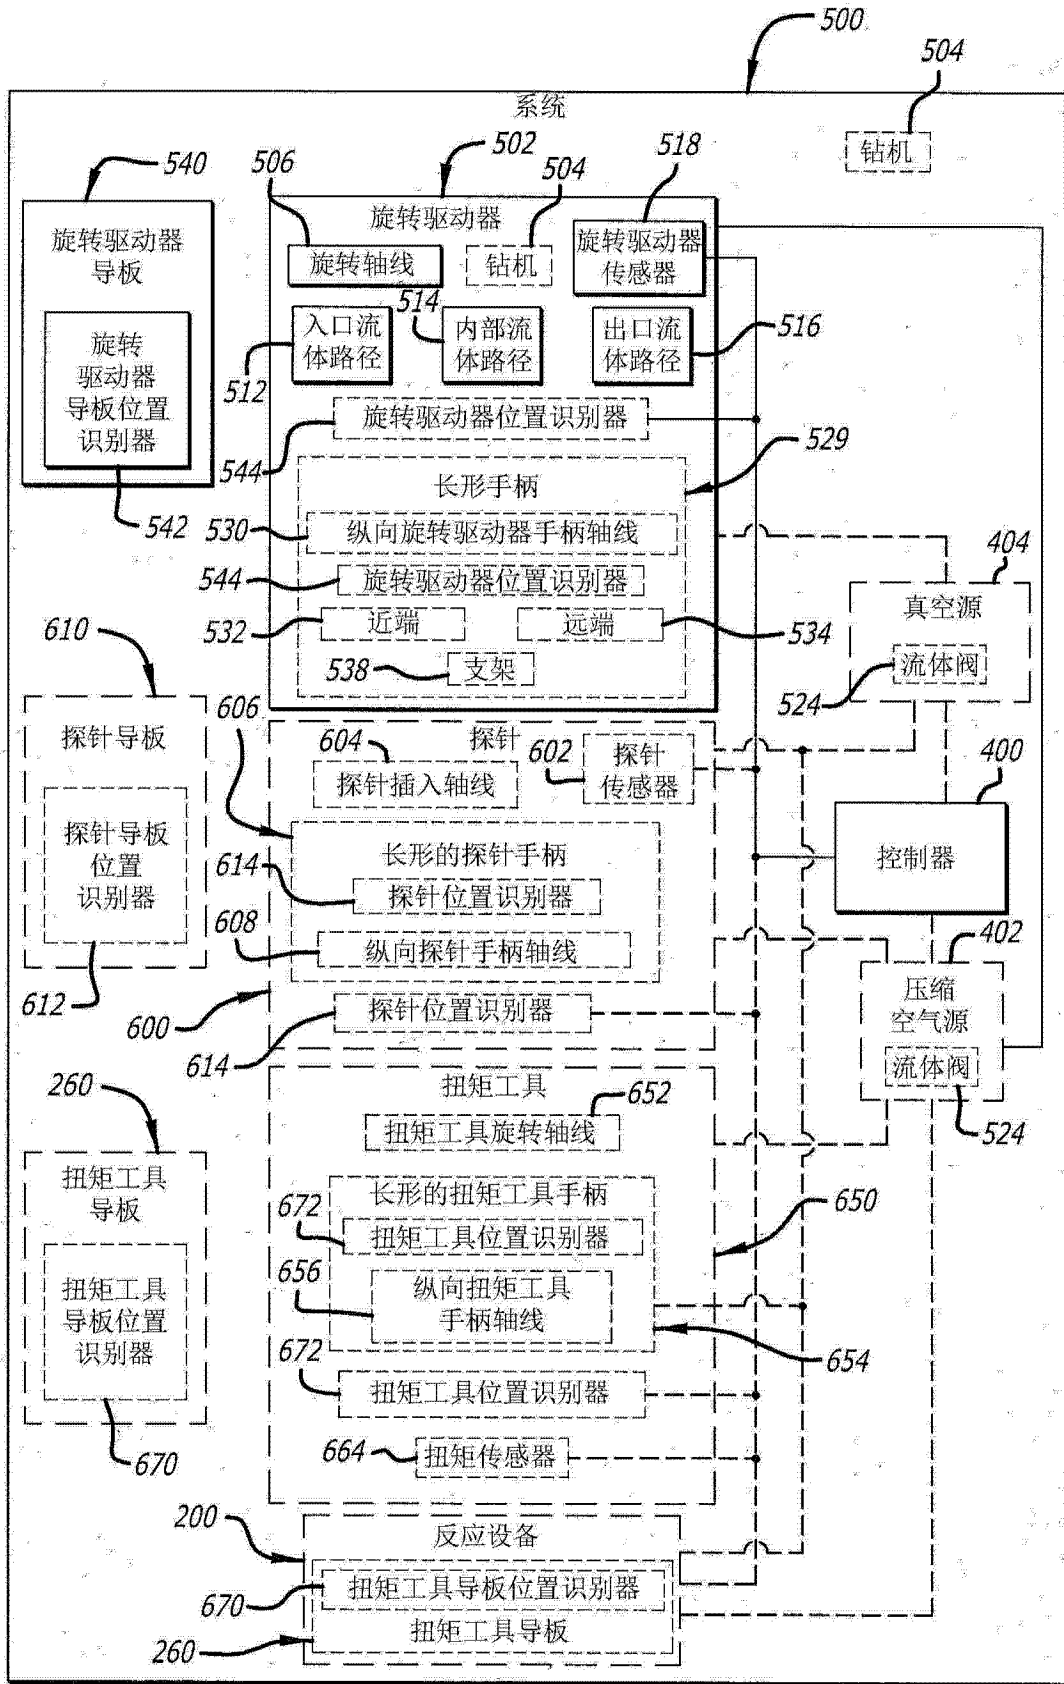 500
504
系统
钻机
540
旋转驱动器
导板
旋转
驱动器
导板位置
识别器
542
502
旋转驱动器
506
旋转轴线
504
钻机
518
旋转驱动器
传感器
入口流
体路径
512
514
内部流
体路径
出口流
体路径
516
旋转驱动器位置识别器
544
529
长形手柄
530
纵向旋转驱动器手柄轴线
544
旋转驱动器位置识别器
532
近端
远端
534
538
支架
404
真空源
流体阀
524
610
探针导板
探针导板
位置
识别器
612
606
探针
604
探针插入轴线
602
探针
传感器
400
控制器
长形的探针手柄
614
探针位置识别器
608
纵向探针手柄轴线
600
探针位置识别器
614
402
压缩
空气源
流体阀
524
260
扭矩工具
导板
扭矩工具
导板位置
识别器
670
扭矩工具
652
扭矩工具旋转轴线
长形的扭矩工具手柄
672
扭矩工具位置识别器
650
656
纵向扭矩工具
手柄轴线
654
672
扭矩工具位置识别器
664
扭矩传感器
200
反应设备
670
扭矩工具导板位置识别器
260
扭矩工具导板